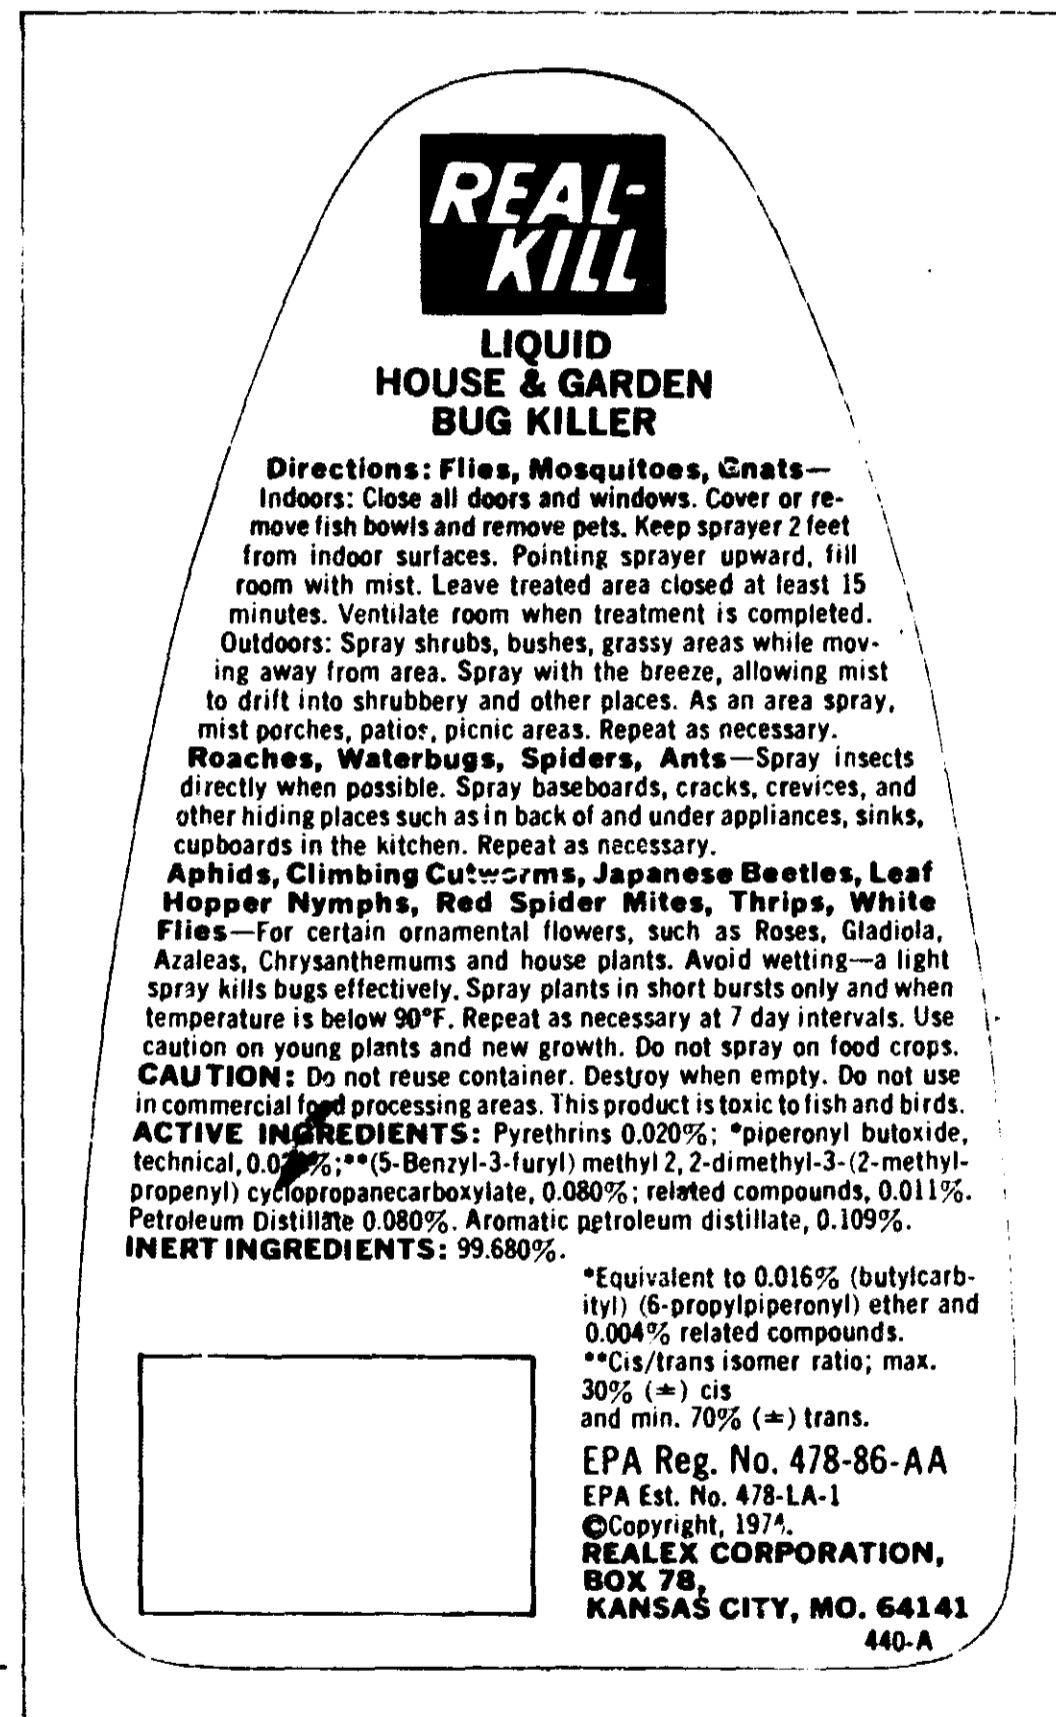 REAL-
KILL
LIQUID
HOUSE & GARDEN
BUG KILLER
Directions: Flies, Mosquitoes, Gnats—
Indoors: Close all doors and windows. Cover or re-
move fish bowls and remove pets. Keep sprayer 2 feet
from indoor surfaces. Pointing sprayer upward, fill
room with mist. Leave treated area closed at least 15
minutes. Ventilate room when treatment is completed.
Outdoors: Spray shrubs, bushes, grassy areas while mov-
ing away from area. Spray with the breeze, allowing mist
to drift into shrubbery and other places. As an area spray,
mist porches, patios, picnic areas. Repeat as necessary.
Roaches, Waterbugs, Spiders, Ants—Spray insects
directly when possible. Spray baseboards, cracks, crevices, and
other hiding places such as in back of and under appliances, sinks,
cupboards in the kitchen. Repeat as necessary.
Aphids, Climbing Cutworms, Japanese Beetles, Leaf
Hopper Nymphs, Red Spider Mites, Thrips, White
Flies—For certain ornamental flowers, such as Roses, Gladiola,
Azaleas, Chrysanthemums and house plants. Avoid wetting—a light
spray kills bugs effectively. Spray plants in short bursts only and when
temperature is below 90°F. Repeat as necessary at 7 day intervals. Use
caution on young plants and new growth. Do not spray on food crops.
CAUTION: Do not reuse container. Destroy when empty. Do not use
in commercial food processing areas. This product is toxic to fish and birds.
ACTIVE INGREDIENTS: Pyrethrins 0.020%; *piperonyl butoxide,
technical, **(5-Benzyl-3-furyl) methyl 2, 2-dimethyl-3-(2-methyl-
propenyl) cyclopropanecarboxylate, 0.080%; related compounds, 0.011%.
Petroleum Distillate 0.080%. Aromatic petroleum distillate, 0.109%.
INERT INGREDIENTS: 99.680%.
*Equivalent to 0.016% (butylcarb-
ityl) (6-propylpiperonyl) ether and
0.004% related compounds.
**Cis/trans isomer ratio; max.
30% (±) cis
and min. 70% (±) trans.
EPA Reg. No. 478-86-AA
EPA Est. No. 478-LA-1
©Copyright, 1974.
REALEX CORPORATION,
BOX 78,
KANSAS CITY, MO. 64141
440-A